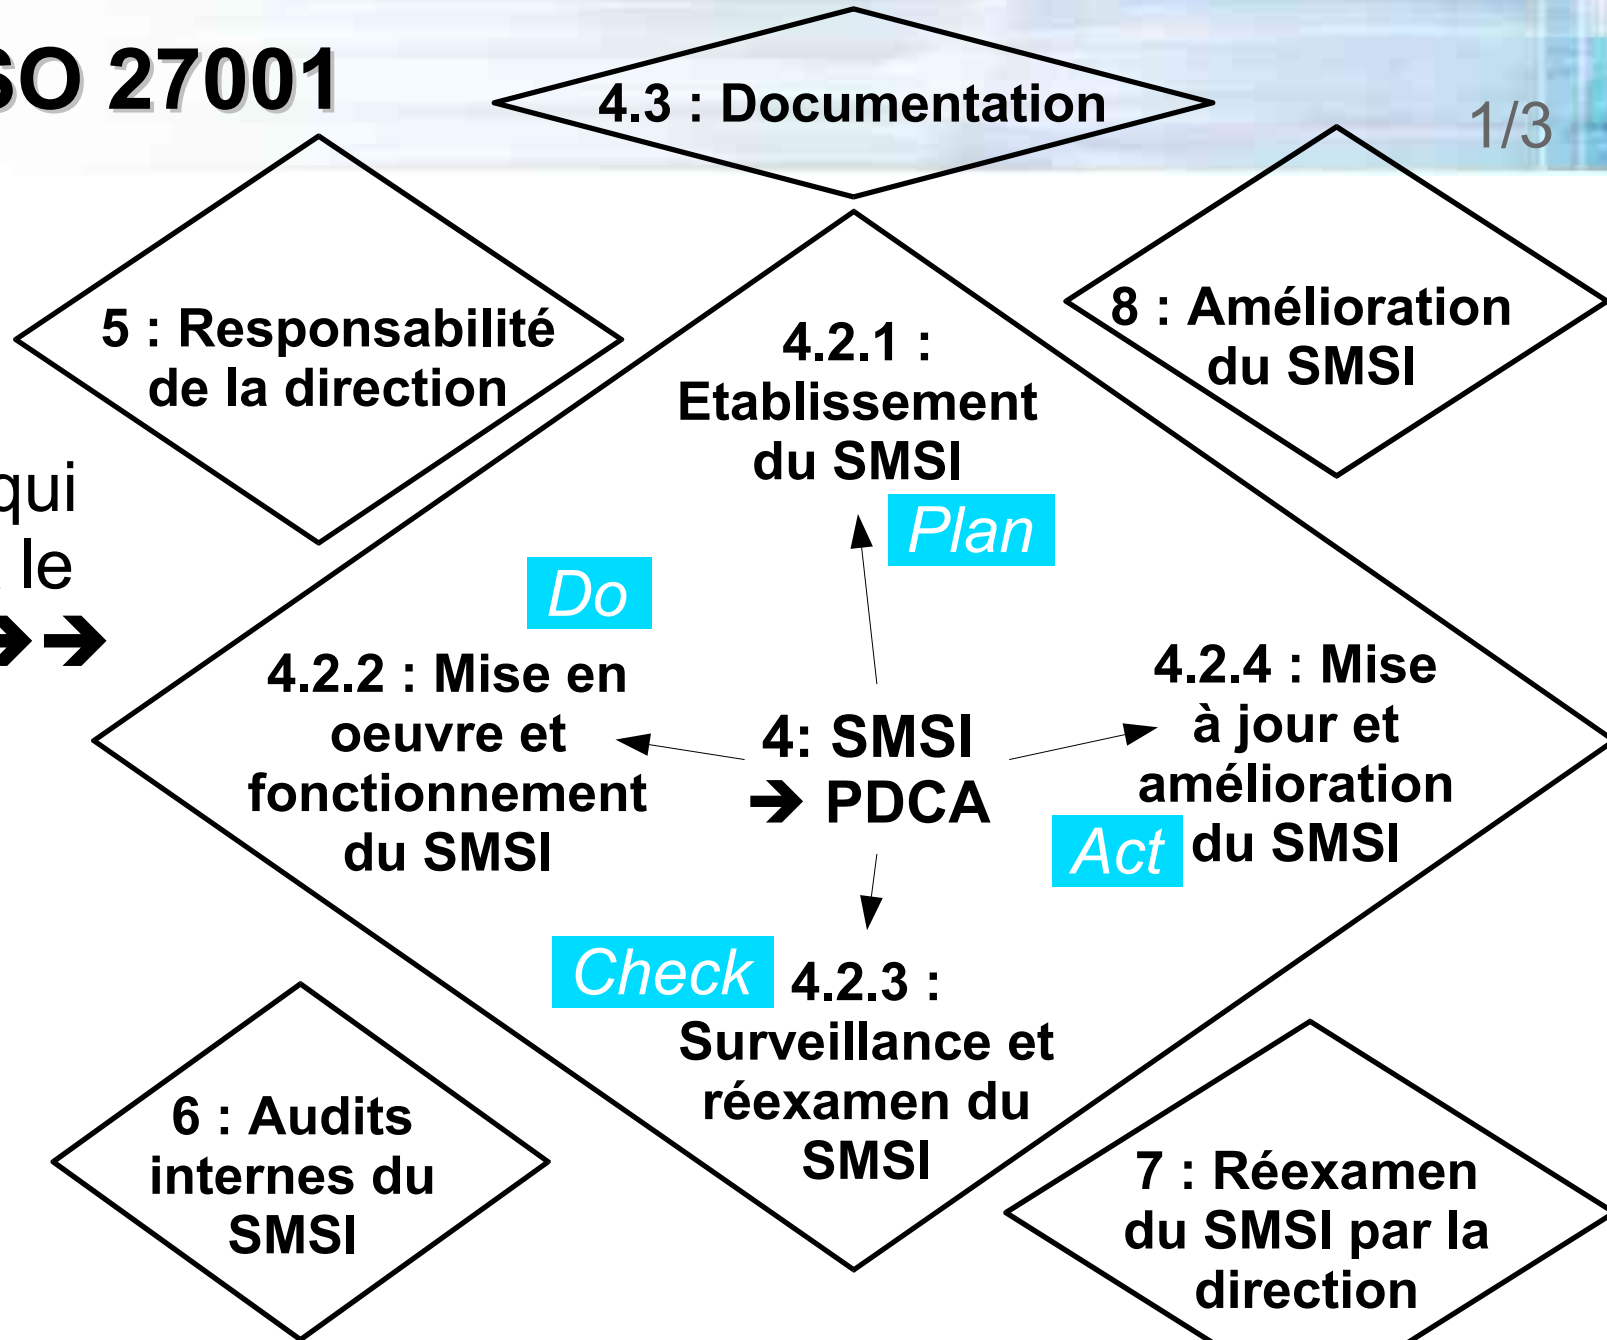 SO 27001
4.3 : Documentation
1/3
5 : Responsabilité
de la direction
8 : Amélioration
du SMSI
4.2.1 :
Etablissement
du SMSI
Plan
qui
le
➔➔
Do
4.2.2 : Mise en
oeuvre et
fonctionnement
du SMSI
4: SMSI
➔ PDCA
4.2.4 : Mise
à jour et
amélioration
du SMSI
Act
Check
4.2.3 :
Surveillance et
réexamen du
SMSI
6 : Audits
internes du
SMSI
7 : Réexamen
du SMSI par la
direction